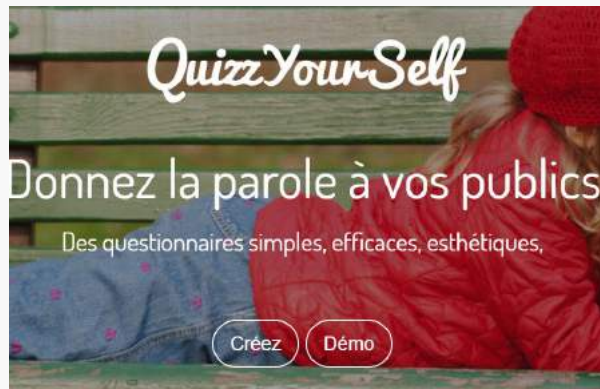 QuizzYourSelf
Donnez la parole à vos publics
Des questionnaires simples, efficaces, esthétiques,
Créez Démo